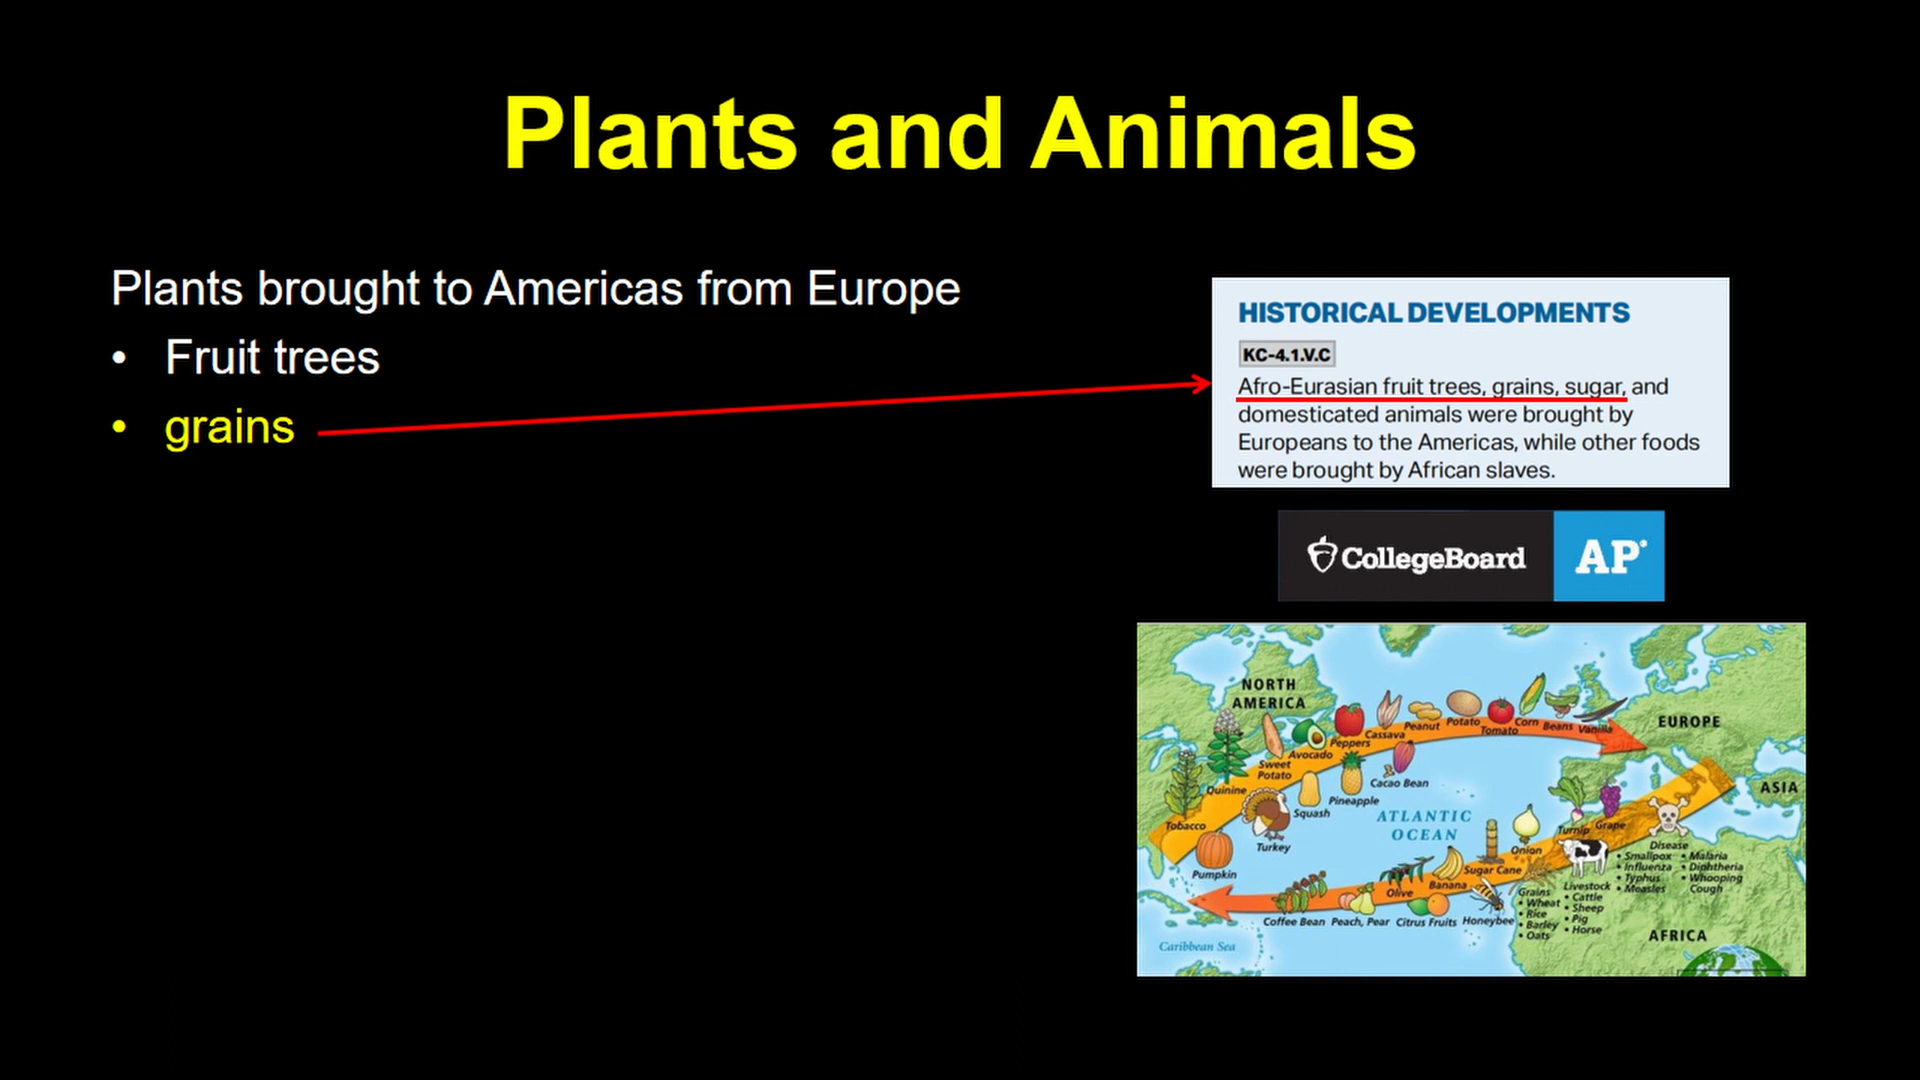 Plants and Animals
Plants brought to Americas from Europe
• Fruit trees
• grains
HISTORICAL DEVELOPMENTS
KC-4.1.V.C
Afro-Eurasian fruit trees, grains, sugar, and
domesticated animals were brought by
Europeans to the Americas, while other foods
were brought by African slaves.
CollegeBoard
AP
NORTH
AMERICA
EUROPE
ASIA
Peanut
Potato
Tomato
Corn
Beans
Vanilla
Cassava
Peppers
Avocado
Sweet
Potato
Cacao Bean
Quinine
Pineapple
Squash
Tobacco
Turkey
Pumpkin
ATLANTIC
OCEAN
Turnip
Grape
Onion
Disease
• Smallpox
• Influenza
• Typhus
• Measles
• Malaria
• Diphtheria
• Whooping
Cough
Sugar Cane
Banana
Olive
Livestock
• Cattle
• Sheep
• Pig
• Horse
Grains
• Wheat
• Rice
• Barley
• Oats
Coffee Bean
Peach, Pear
Citrus Fruits
Honeybee
AFRICA
Caribbean Sea